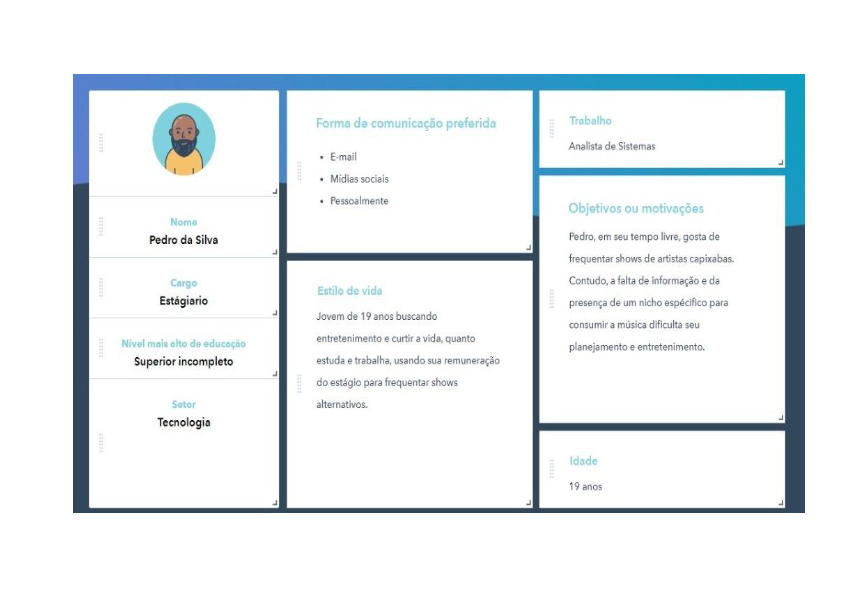 Nome
Pedro da Silva
Cargo
Estágiario
Nível mais alto de educação
Superior incompleto
Setor
Tecnologia
Forma de comunicação preferida
• E-mail
• Mídias sociais
• Pessoalmente
Estilo de vida
Jovem de 19 anos buscando
entretenimento e curtir a vida, quanto
estuda e trabalha, usando sua remuneração
do estágio para frequentar shows
alternativos.
Trabalho
Analista de Sistemas
Objetivos ou motivações
Pedro, em seu tempo livre, gosta de
frequentar shows de artistas capixabas.
Contudo, a falta de informação e da
presença de um nicho espécifico para
consumir a música dificulta seu
planejamento e entretenimento.
Idade
19 anos